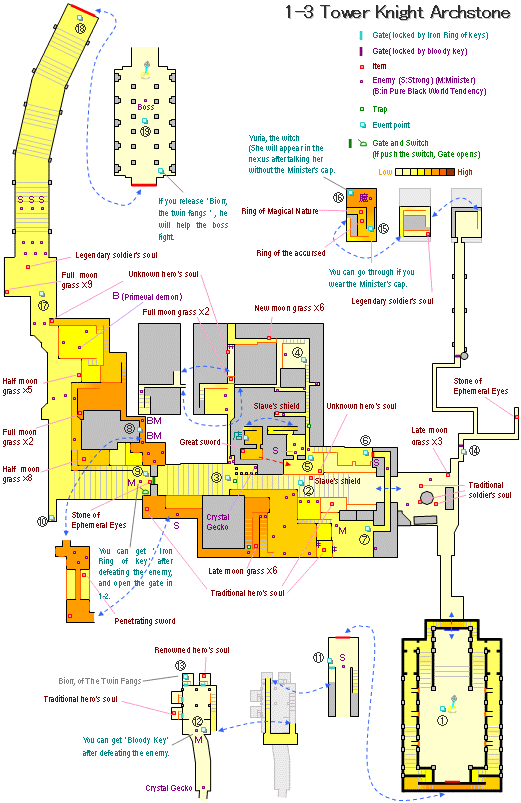 1-3 Tower Knight Archstone
Gate(locked by Iron Ring of keys)
Gate(locked by bloody key)
Item
Enemy (S:Strong) (M:Minister)
(B:in Pure Black World Tendency)
Trap
Event point
Gate and Switch
(If push the switch, Gate opens)
Low
High
⑱
Boss
⑲
If you release 'Biorr,
the twin fangs' , he
will help the boss
fight.
Yuria, the witch
(She will appear in the
nexus after talking her
without the Minister's cap.
⑯
魔
Ring of Magical Nature
⑮
Ring of the accursed
You can go through if you
wear the Minister's cap.
Legendary soldier's soul
S S S
Legendary soldier's soul
Full moon
grass x9
Unknown hero's soul
⑰
B (Primeval demon)
Full moon grass x2
New moon grass x6
④
Half moon
grass x5
Slave's shield
Unknown hero's soul
Stone of
Ephemeral Eyes
Full moon
grass x2
⑧
BM
BM
Great sword
S
⑥
S
Late moon
grass x3
⑭
Half moon
grass x8
⑨
M
③
⑤
②
Slave's shield
Traditional
soldier's soul
⑩
Stone of
Ephemeral Eyes
S
Crystal
Gecko
M
⑦
You can get 'Iron
Ring of key' after
defeating the enemy,
and open the gate in
1-2.
Late moon grass x6
Traditional hero's soul
Penetrating sword
⑬
Renowned hero's soul
Biorr, of The Twin Fangs
Traditional hero's soul
⑫
M
You can get 'Bloody Key'
after defeating the enemy.
Crystal Gecko
⑪
S
①